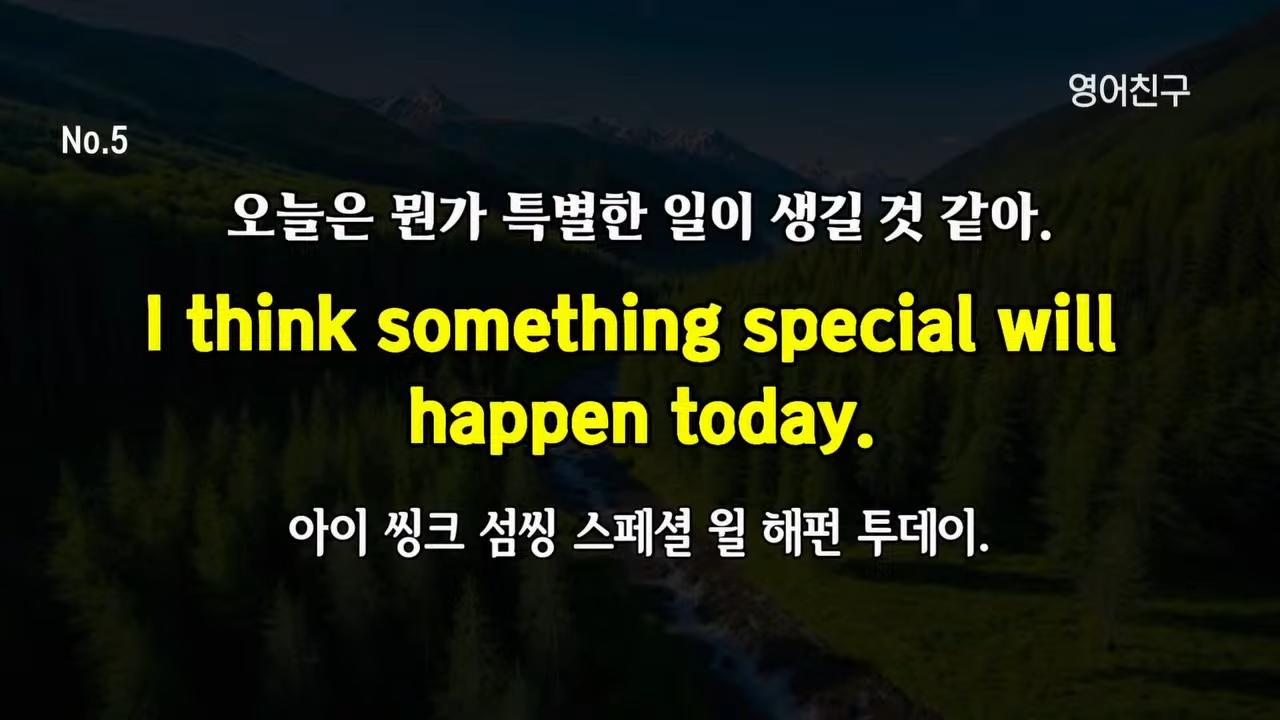 영어친구
No.5
오늘은 뭔가 특별한 일이 생길 것 같아.
I think something special will
happen today.
아이 씽크 섬씽 스페셜 윌 해펀 투데이.